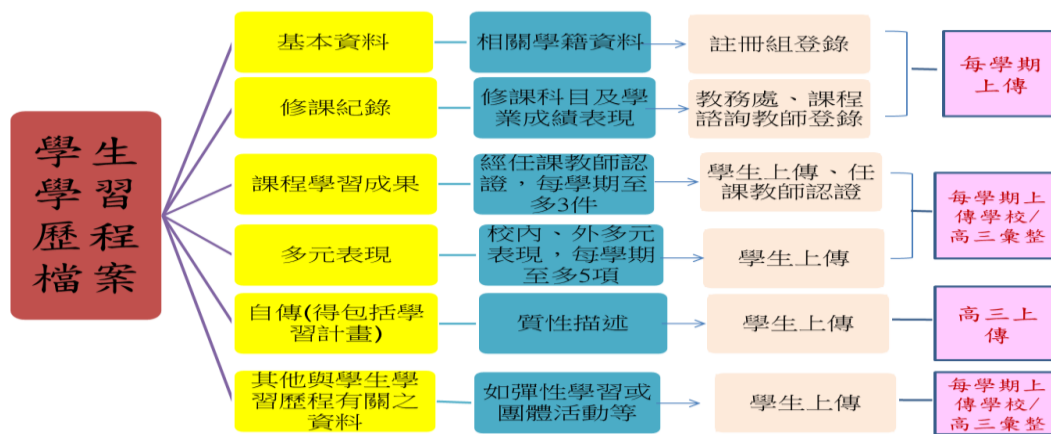 學生
學習
歷程
檔案
基本資料
相關學籍資料
註冊組登錄
修課紀錄
修課科目及學
業成績表現
教務處、課程
諮詢教師登錄
每學期
上傳
課程學習成果
經任課教師認
證，每學期至
多3件
學生上傳、任
課教師認證
多元表現
校內、外多元
表現，每學期
至多5項
學生上傳
每學期上
傳學校/
高三彙整
自傳(得包括學
習計畫)
質性描述
學生上傳
高三上
傳
其他與學生學
習歷程有關之
資料
如彈性學習或
團體活動等
學生上傳
每學期上
傳學校/
高三彙整